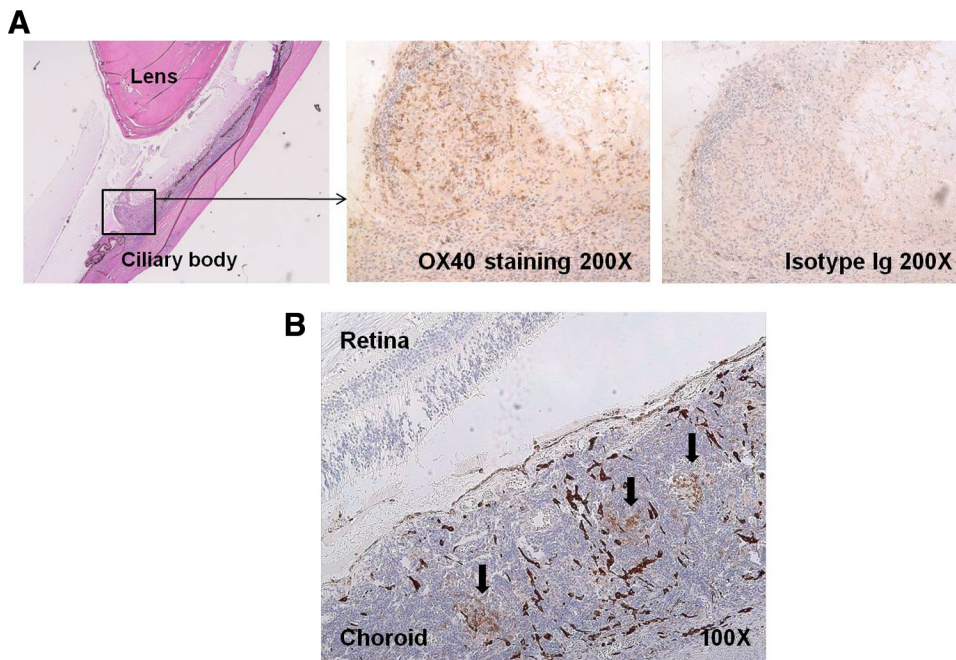 A
Lens
Ciliary body
OX40 staining 200X
Isotype Ig 200X
B
Retina
Choroid
100X